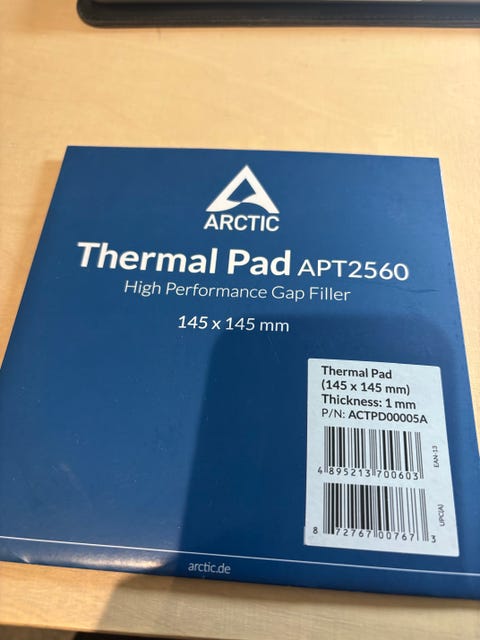 ARCTIC
Thermal Pad APT2560
High Performance Gap Filler
145 x 145 mm
Thermal Pad
(145 x 145 mm)
Thickness: 1 mm
P/N: ACTPD00005A
EAN-13
4 895213 700603
UPC(A)
8 72767 00767 3
arctic.de